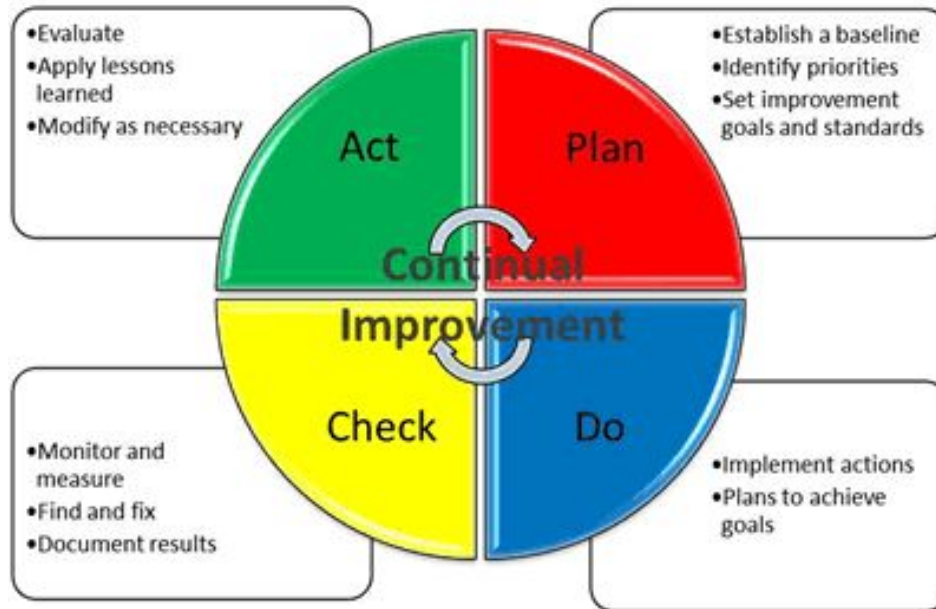 •Evaluate
•Apply lessons
learned
•Modify as necessary
Act
Plan
•Establish a baseline
•Identify priorities
•Set improvement
goals and standards
Continual
Improvement
•Monitor and
measure
•Find and fix
•Document results
Check
Do
•Implement actions
•Plans to achieve
goals